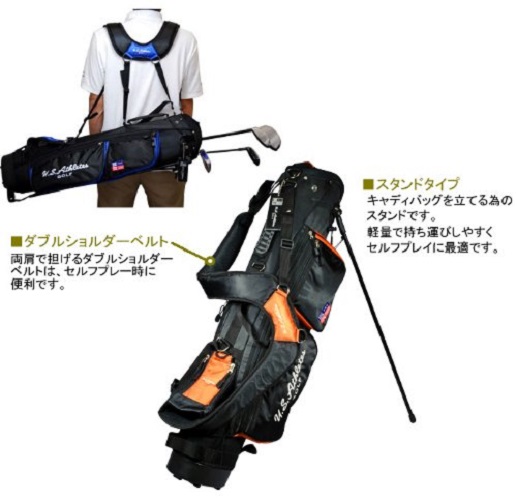 U.S.Athletes
GOLF
■スタンドタイプ
キャディバッグを立てる為の
スタンドです。
軽量で持ち運びしやすく
セルフプレイに最適です。
■ダブルショルダーベルト
両肩で担げるダブルショルダー
ベルトは、セルフプレー時に
便利です。
U.S.Athletes
GOLF